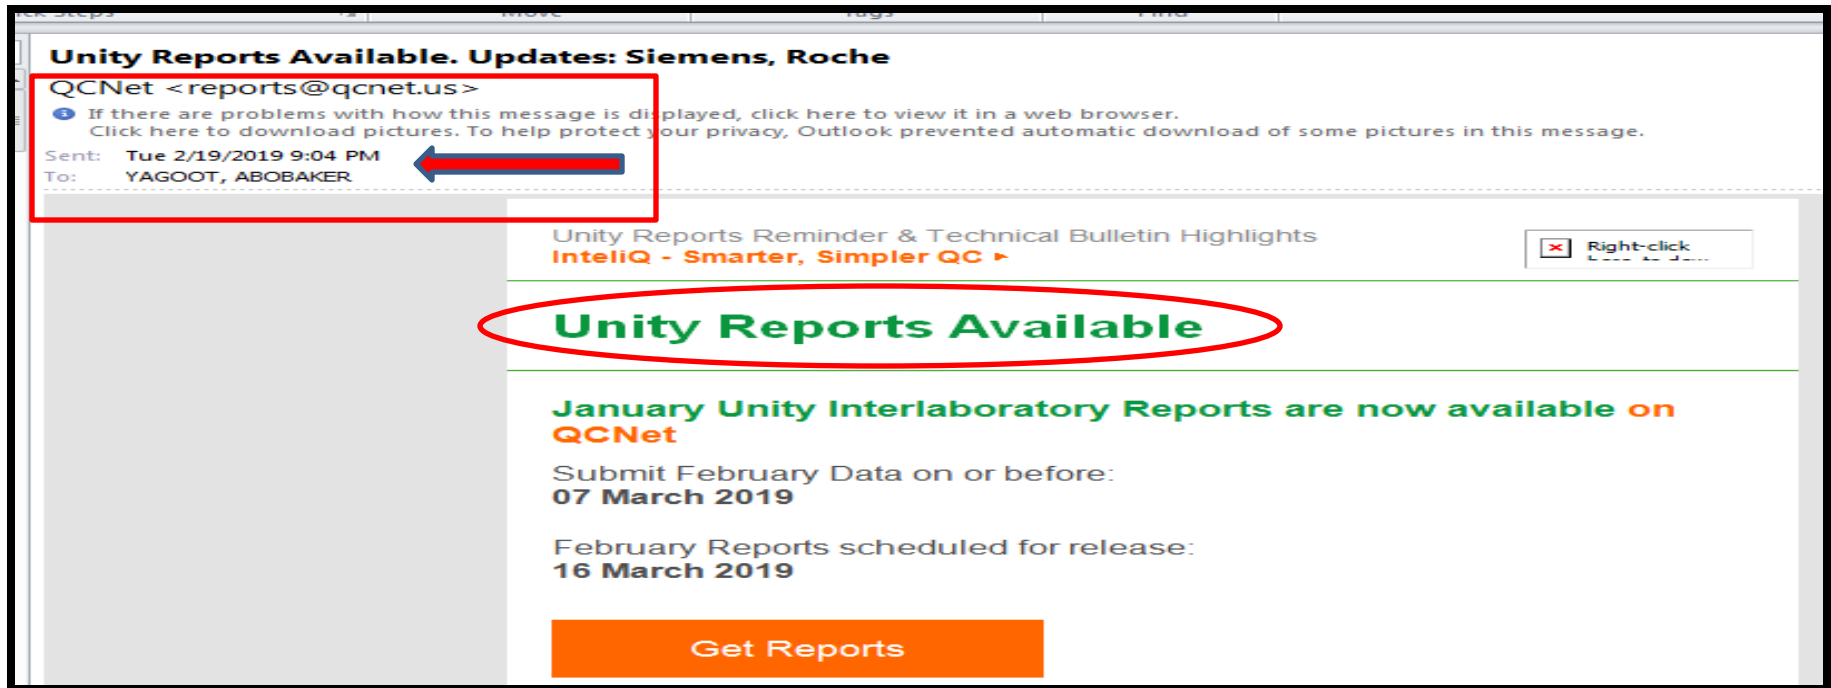 Steps
Move
Tags
Find
Unity Reports Available. Updates: Siemens, Roche
QCNet <reports@qcnet.us>
If there are problems with how this message is displayed, click here to view it in a web browser.
Click here to download pictures. To help protect your privacy, Outlook prevented automatic download of some pictures in this message.
Sent: Tue 2/19/2019 9:04 PM
To: YAGOOT, ABOBAKER
Unity Reports Reminder & Technical Bulletin Highlights
InteliQ - Smarter, Simpler QC ►
Right-click
Unity Reports Available
January Unity Interlaboratory Reports are now available on
QCNet
Submit February Data on or before:
07 March 2019
February Reports scheduled for release:
16 March 2019
Get Reports